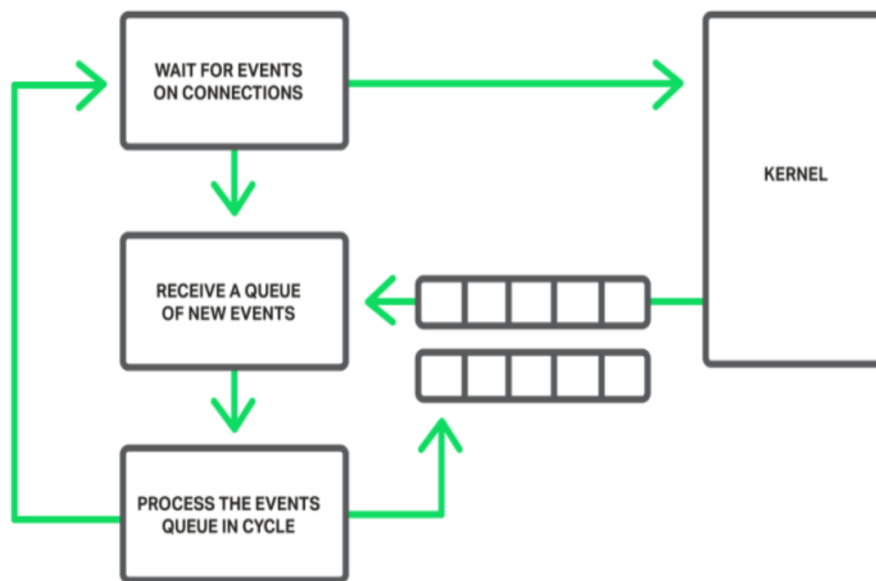 WAIT FOR EVENTS
ON CONNECTIONS
KERNEL
RECEIVE A QUEUE
OF NEW EVENTS
PROCESS THE EVENTS
QUEUE IN CYCLE